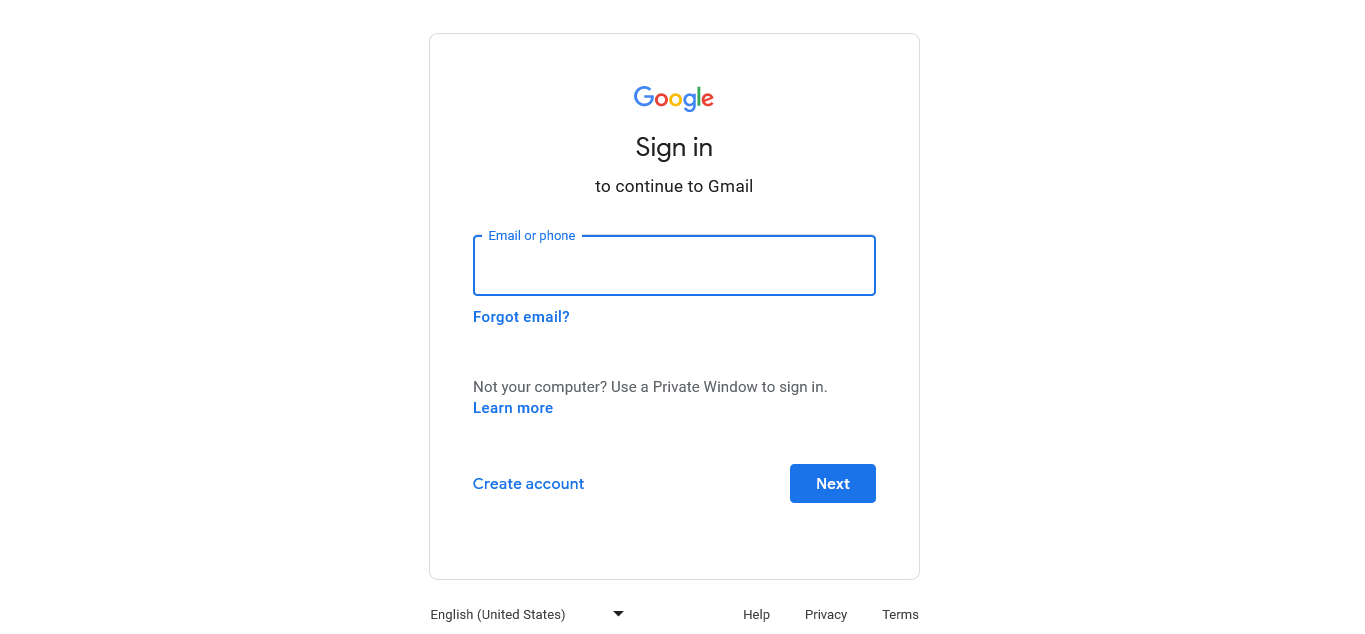 Google
Sign in
to continue to Gmail
Email or phone
Forgot email?
Not your computer? Use a Private Window to sign in.
Learn more
Create account
Next
English (United States)
Help
Privacy
Terms